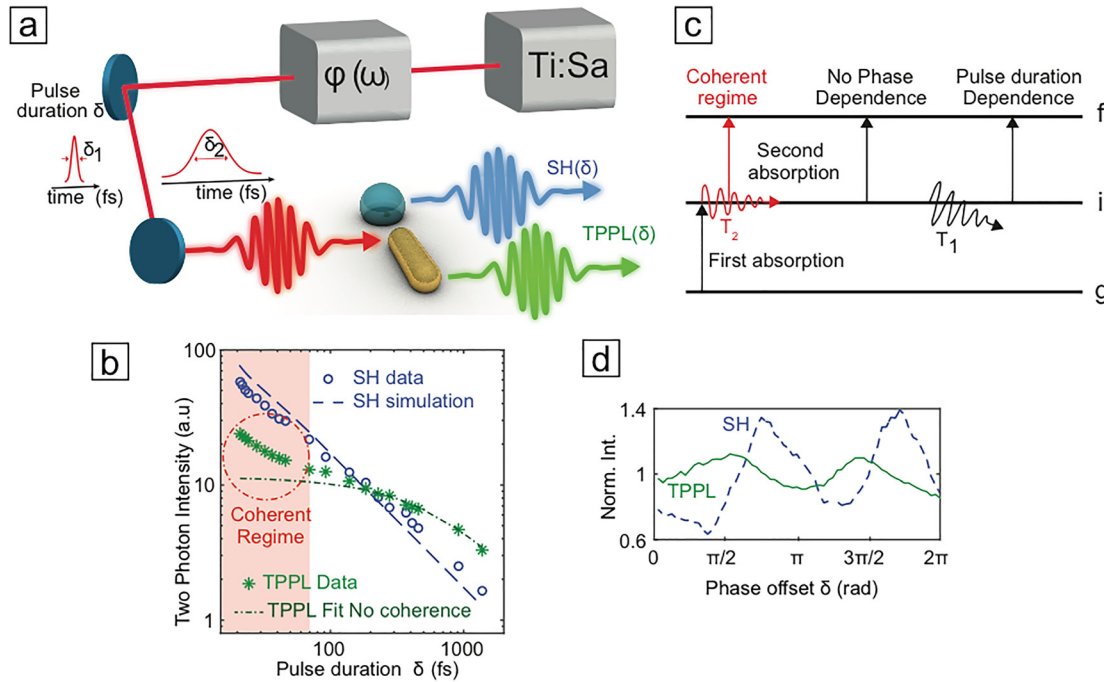 a
φ (ω)
Ti:Sa
Pulse
duration δ
δ1
time (fs)
δ2
time (fs)
SH(δ)
TPPL(δ)
c
Coherent
regime
No Phase
Dependence
Pulse duration
Dependence
f
Second
absorption
i
T2
T1
First absorption
g
b
Two Photon Intensity (a.u)
100
10
1
SH data
SH simulation
Coherent
Regime
TPPL Data
TPPL Fit No coherence
100
1000
Pulse duration δ (fs)
d
Norm. Int.
1.4
1
0.6
SH
TPPL
0
π/2
π
3π/2
2π
Phase offset δ (rad)